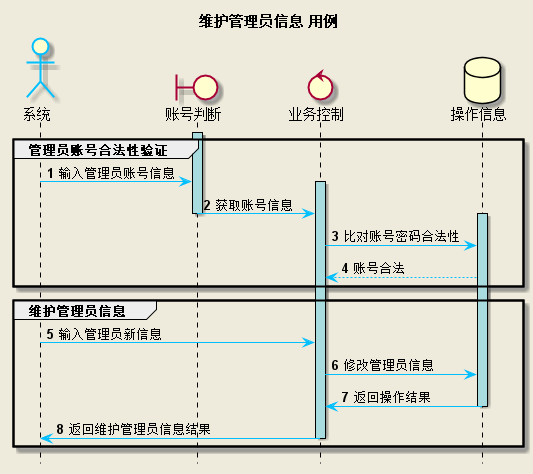 维护管理员信息 用例
系统
账号判断
业务控制
操作信息
管理员账号合法性验证
1 输入管理员账号信息
2 获取账号信息
3 比对账号密码合法性
4 账号合法
维护管理员信息
5 输入管理员新信息
6 修改管理员信息
7 返回操作结果
8 返回维护管理员信息结果